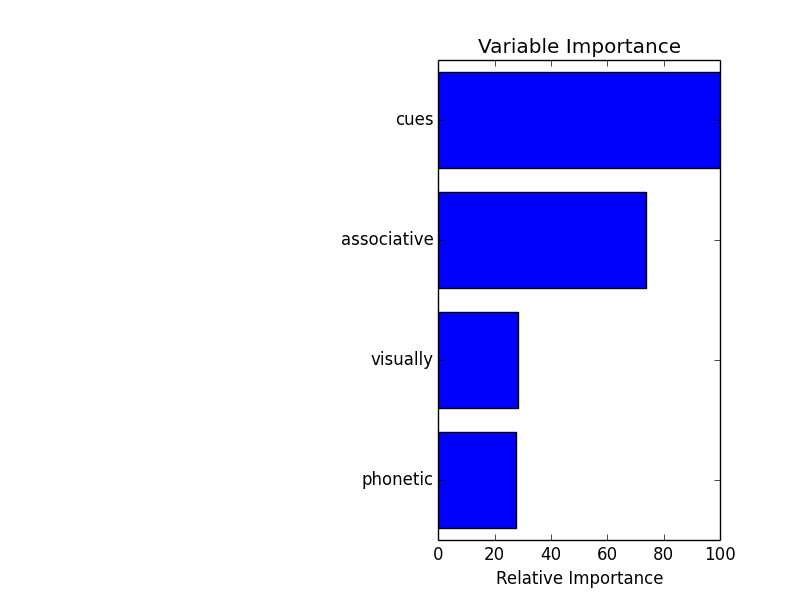 Variable Importance
cues
associative
visually
phonetic
0 20 40 60 80 100
Relative Importance